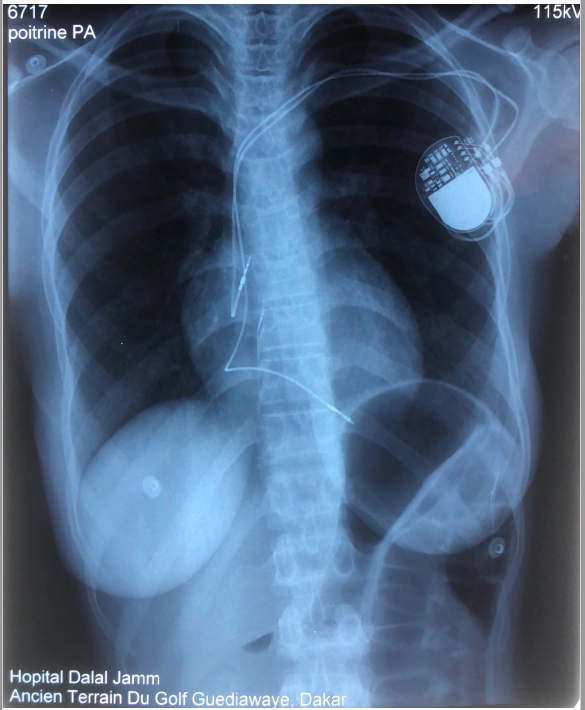 6717
115kV
poitrine PA
Hopital Dalal Jamm
Ancien Terrain Du Golf Guediawaye, Dakar